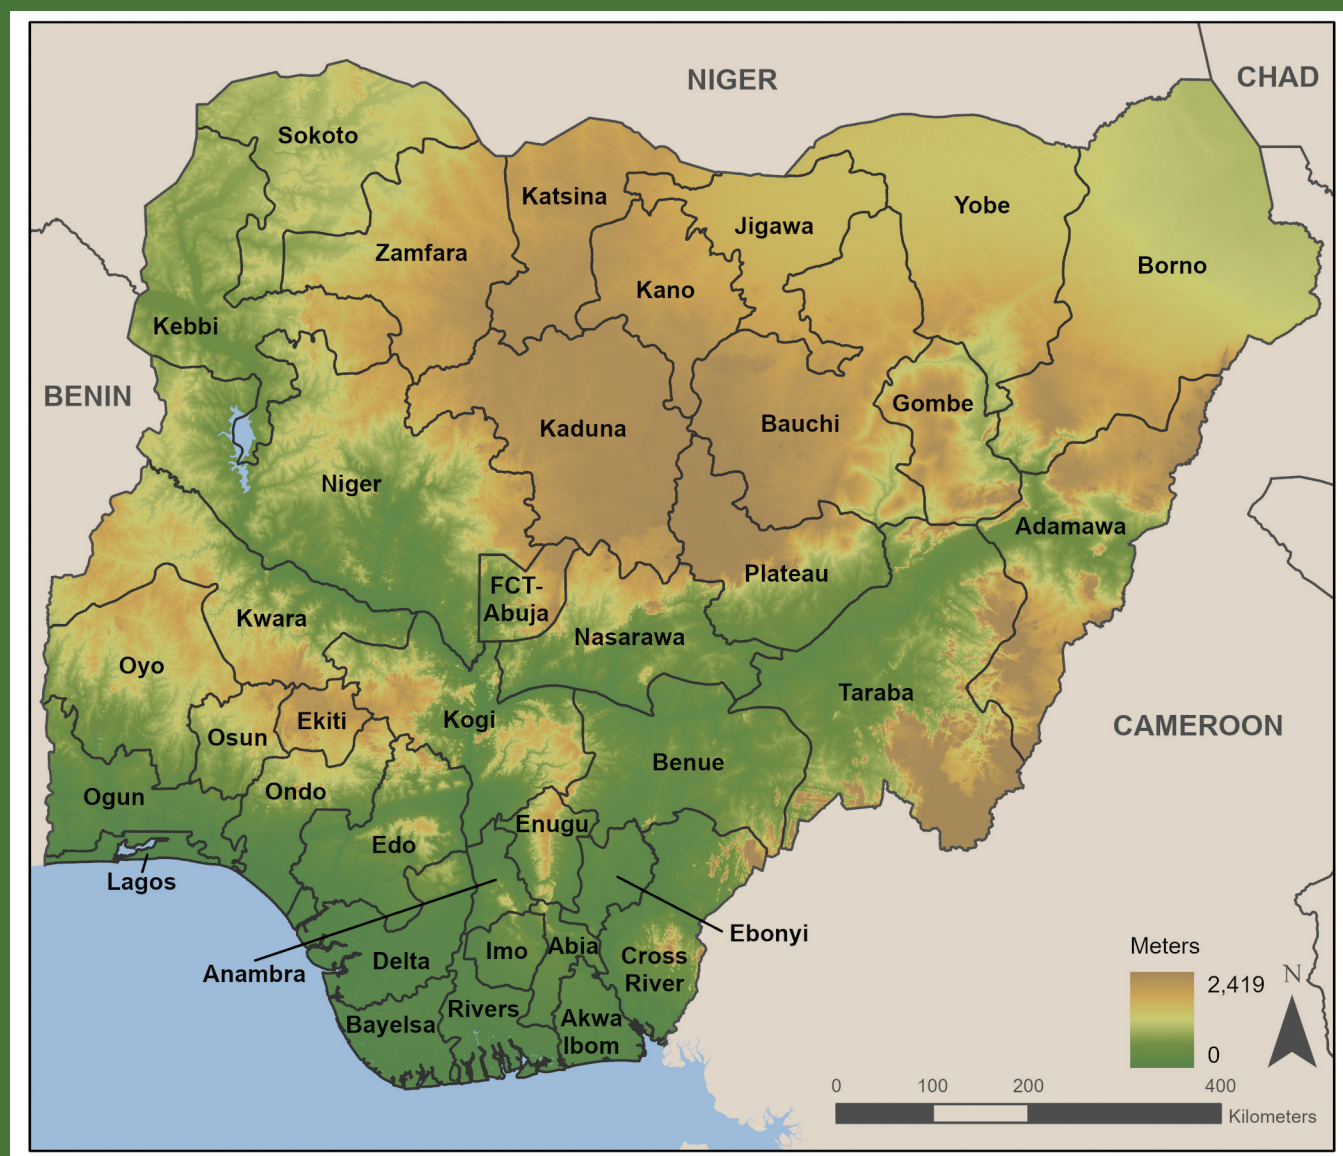 NIGER
CHAD
Sokoto
Katsina
Jigawa
Yobe
Zamfara
Kano
Borno
Kebbi
BENIN
Gombe
Kaduna
Bauchi
Niger
Adamawa
FCT-
Abuja
Plateau
Kwara
Nasarawa
Oyo
Taraba
Kogi
Ekiti
Osun
CAMEROON
Benue
Ogun
Ondo
Enugu
Edo
Lagos
Ebonyi
Anambra
Delta
Imo
Abia
Cross
River
Rivers
Bayelsa
Akwa
Ibom
Meters
2,419
0
N
0 100 200 400
Kilometers